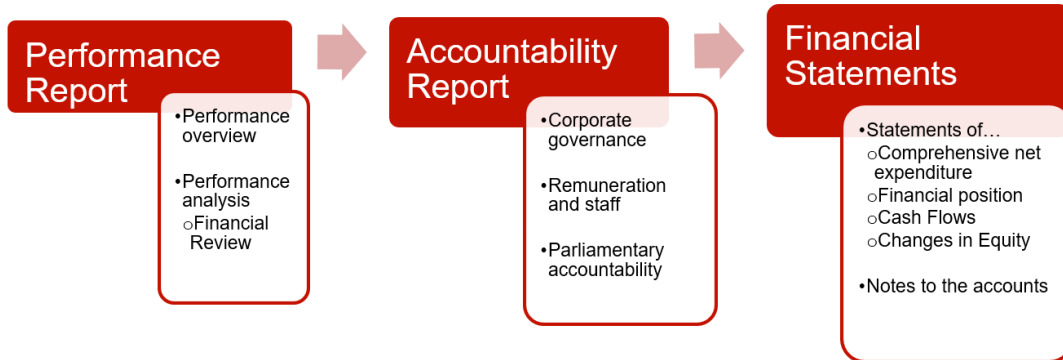 Performance
Report
•Performance
overview
•Performance
analysis
oFinancial
Review
Accountability
Report
•Corporate
governance
•Remuneration
and staff
•Parliamentary
accountability
Financial
Statements
•Statements of…
oComprehensive net
expenditure
oFinancial position
oCash Flows
oChanges in Equity
•Notes to the accounts